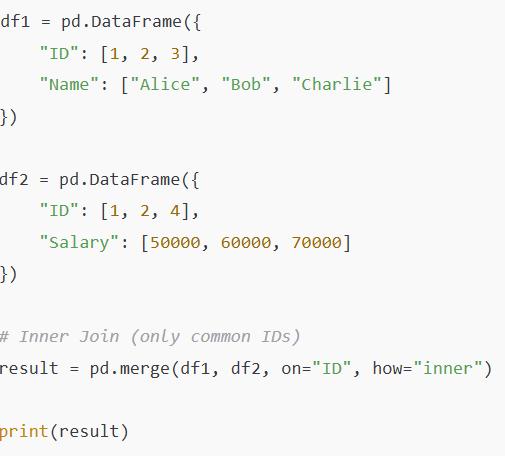 df1 = pd.DataFrame({
    "ID": [1, 2, 3],
    "Name": ["Alice", "Bob", "Charlie"]
})

df2 = pd.DataFrame({
    "ID": [1, 2, 4],
    "Salary": [50000, 60000, 70000]
})

# Inner Join (only common IDs)
result = pd.merge(df1, df2, on="ID", how="inner")

print(result)